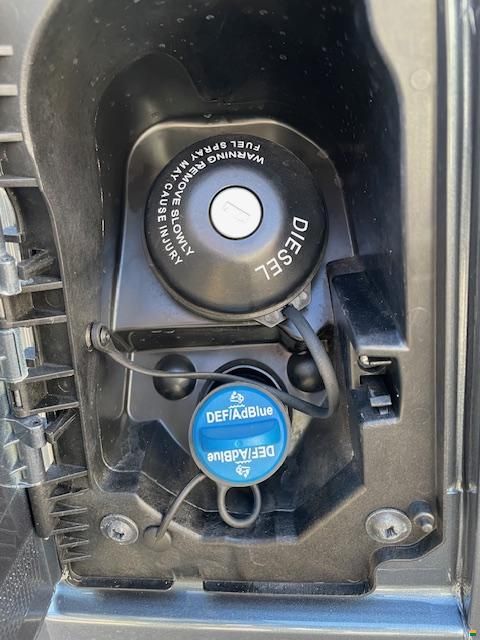 WARNING REMOVE SLOWLY
FUEL SPRAY MAY CAUSE INJURY
DIESEL
DEF/AdBlue
DEF/AdBlue